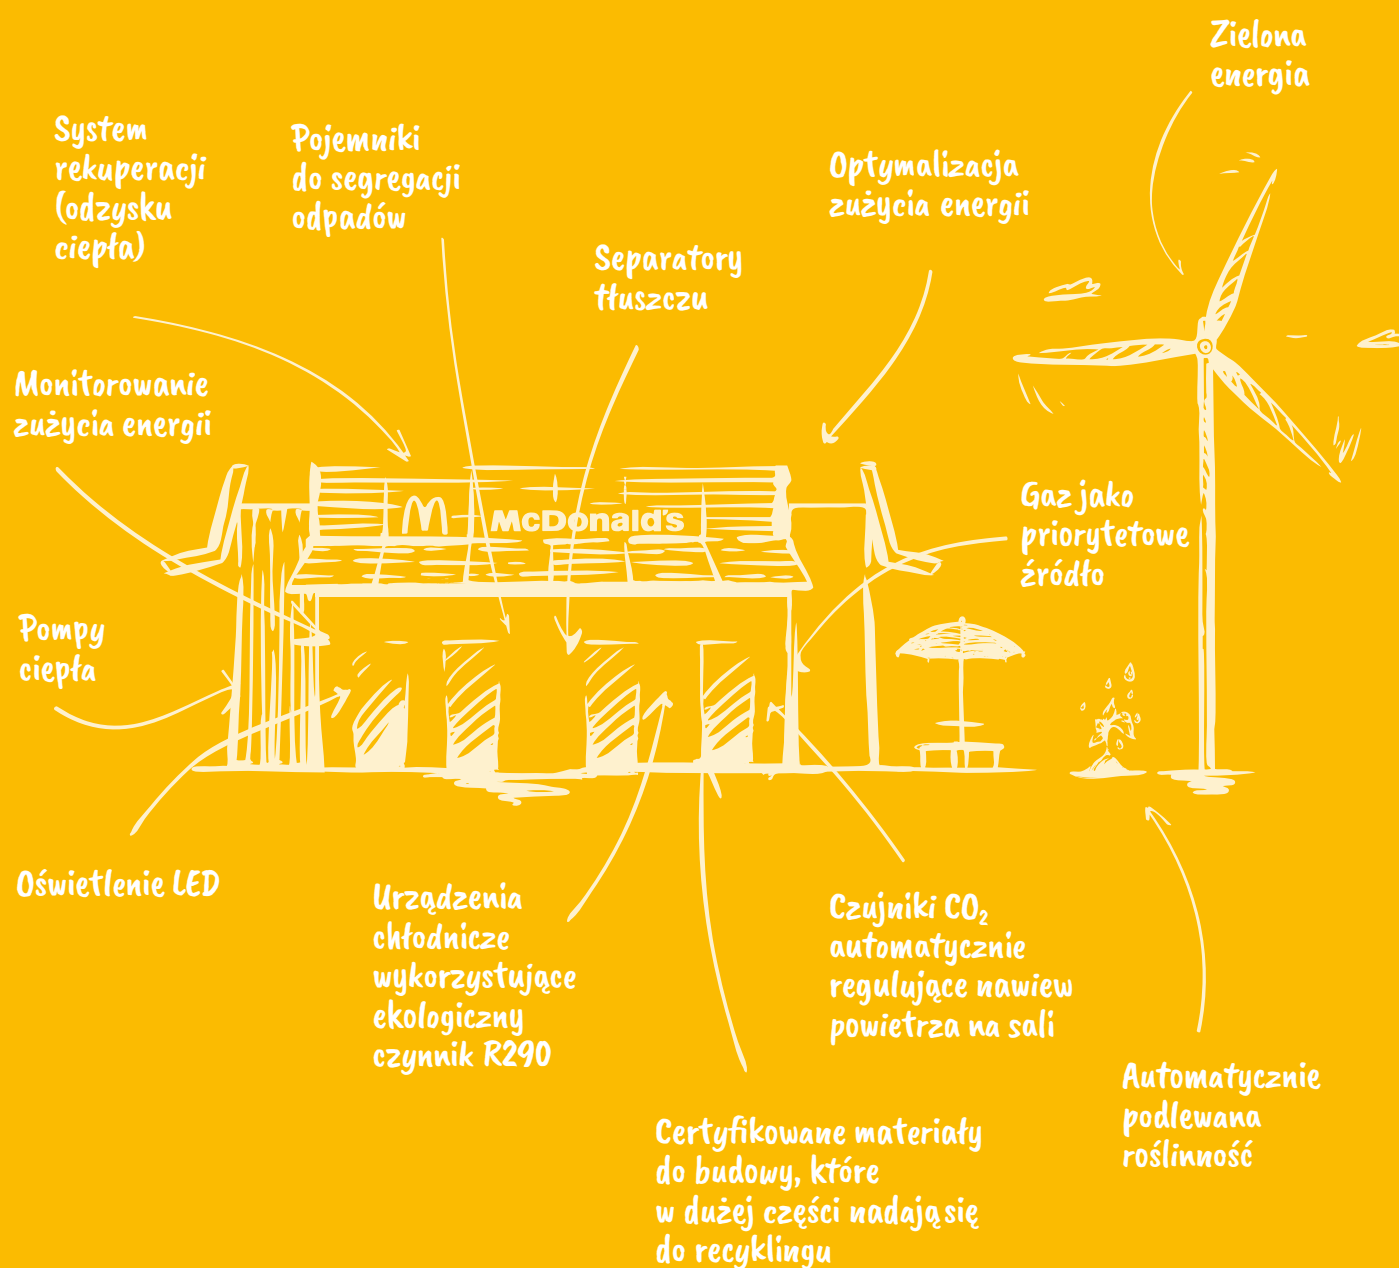 Zielona
energia
System
rekuperacji
(odzysku
ciepła)
Pojemniki
do segregacji
odpadów
Optymalizacja
zużycia energii
Separatory
tłuszczu
Monitorowanie
zużycia energii
McDonald's
Gaz jako
priorytetowe
źródło
Pompy
ciepła
Oświetlenie LED
Urządzenia
chłodnicze
wykorzystujące
ekologiczny
czynnik R290
Czujniki CO₂
automatycznie
regulujące nawiew
powietrza na sali
Automatycznie
podlewana
roślinność
Certyfikowane materiały
do budowy, które
w dużej części nadają się
do recyklingu